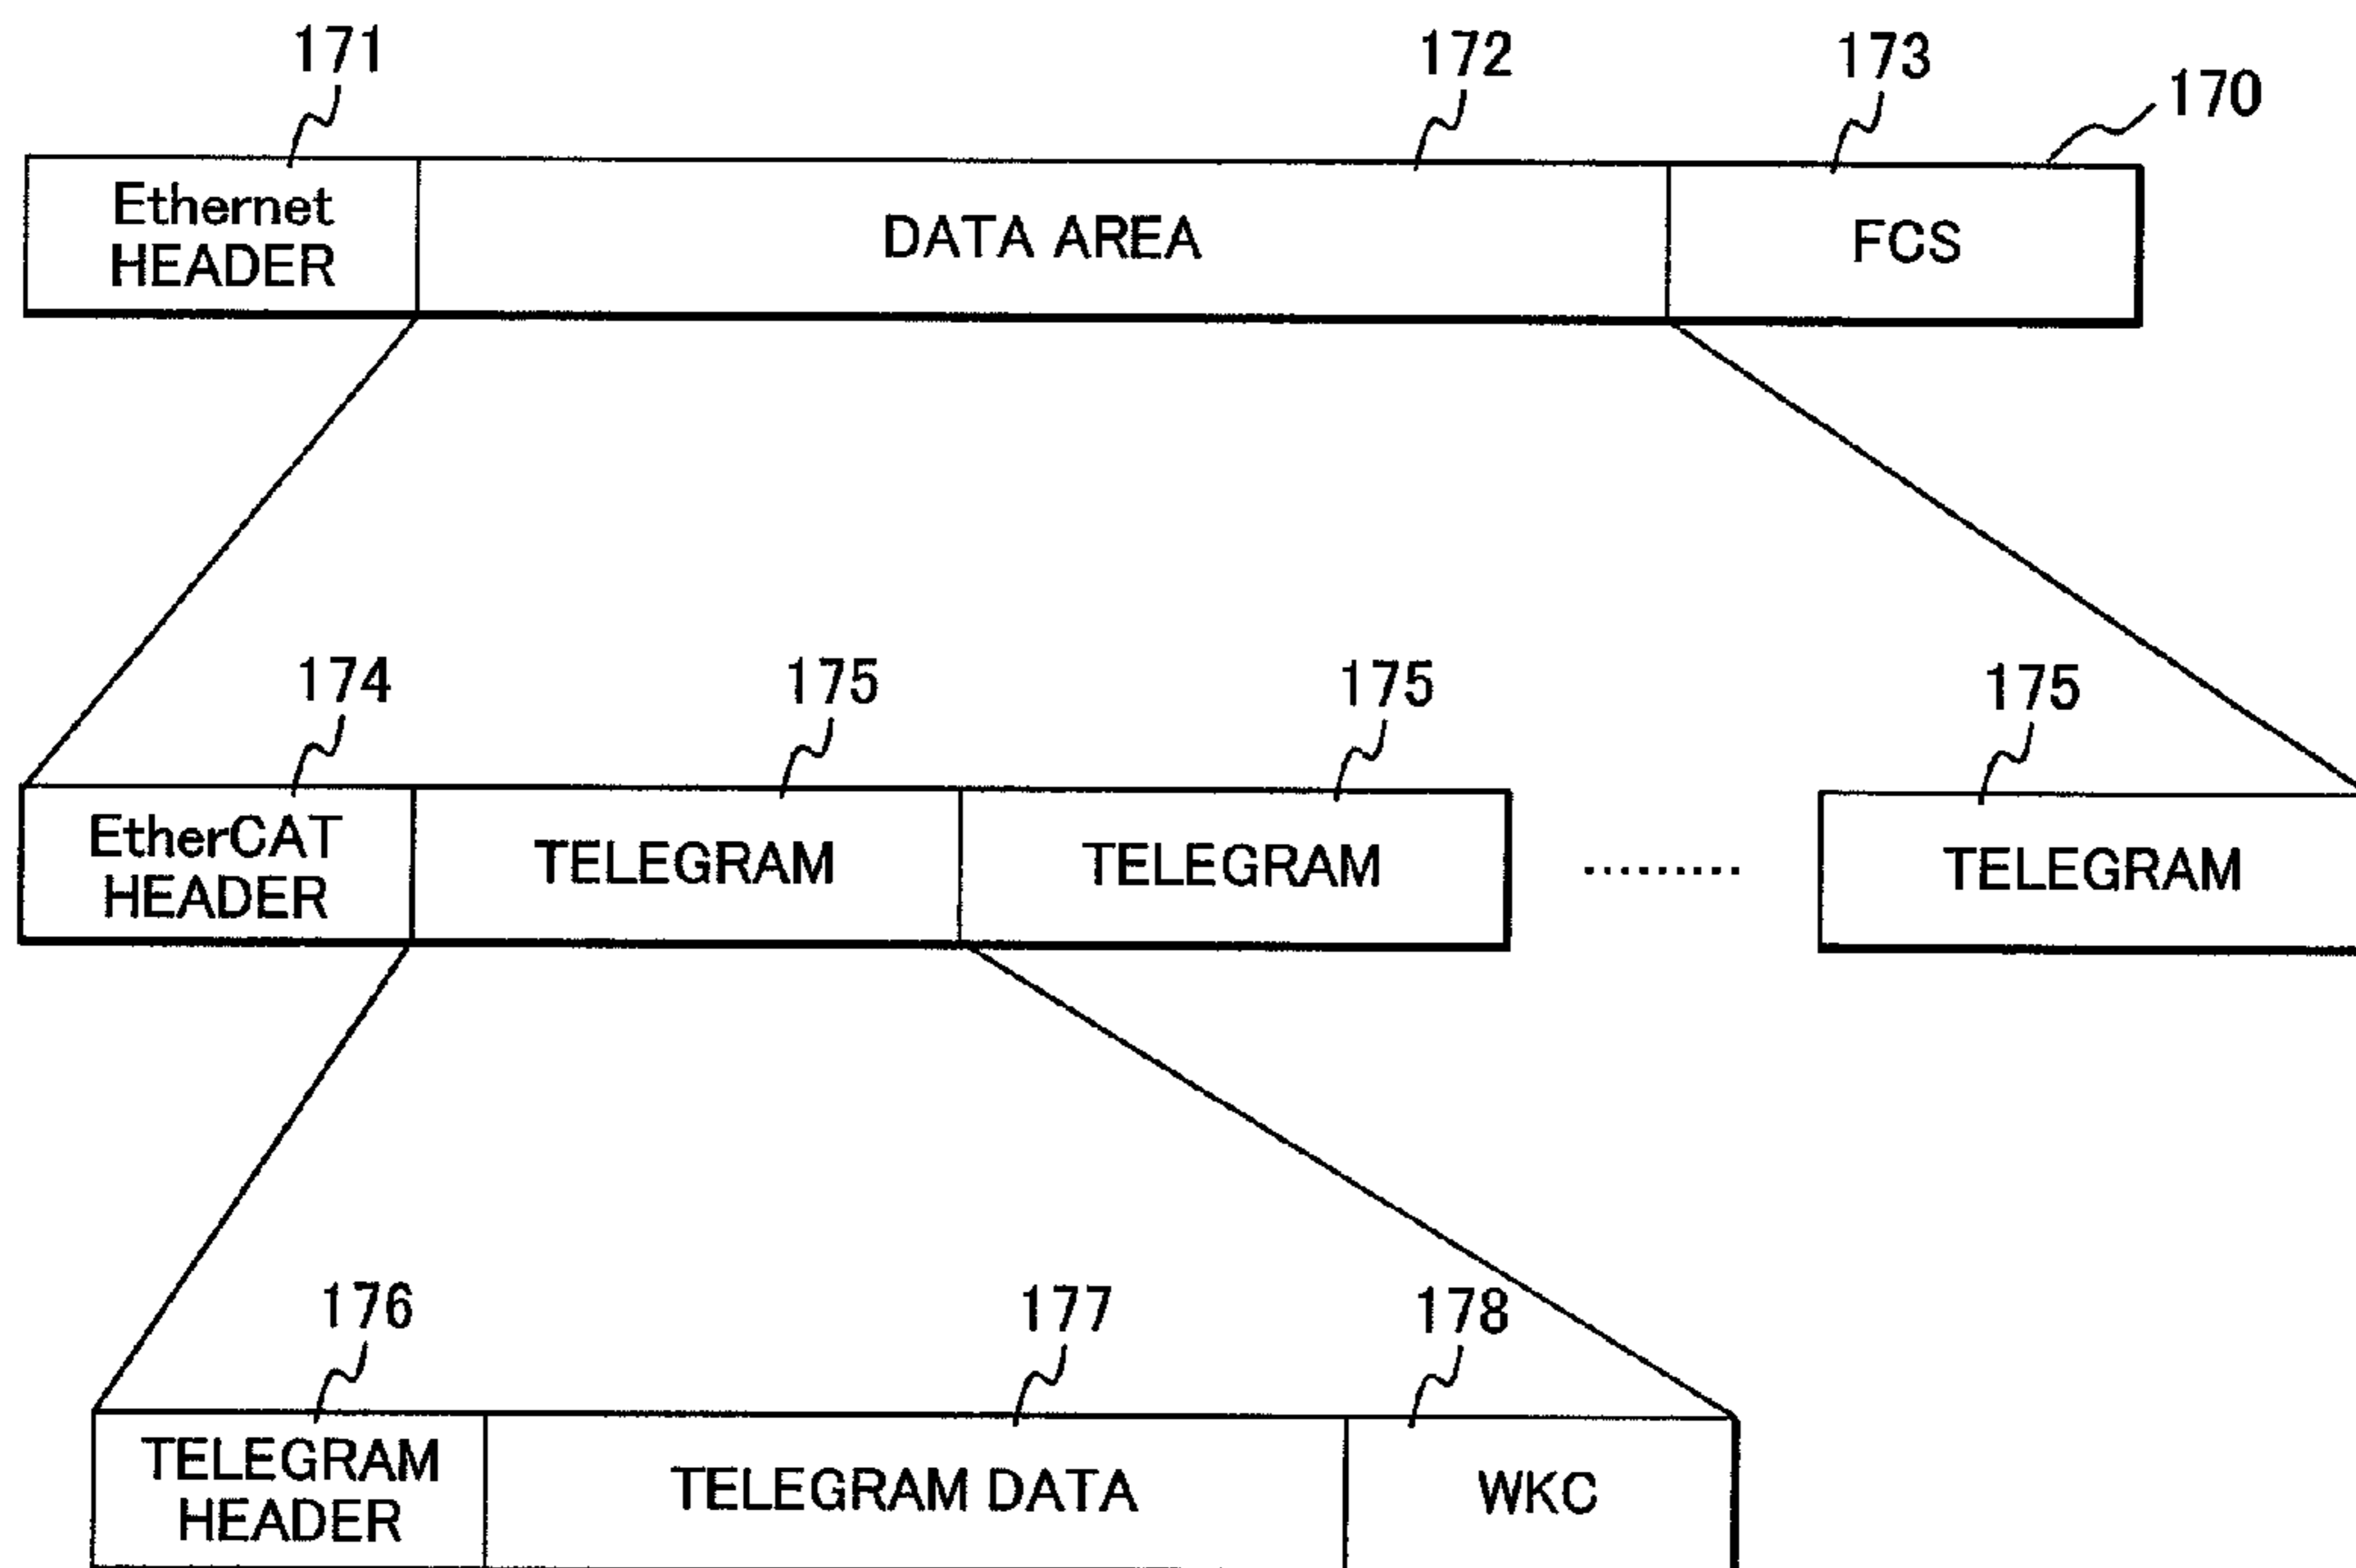 171
172
173
170
Ethernet
HEADER
DATA AREA
FCS
174
175
175
175
EtherCAT
HEADER
TELEGRAM
TELEGRAM
.........
TELEGRAM
176
177
178
TELEGRAM
HEADER
TELEGRAM DATA
WKC